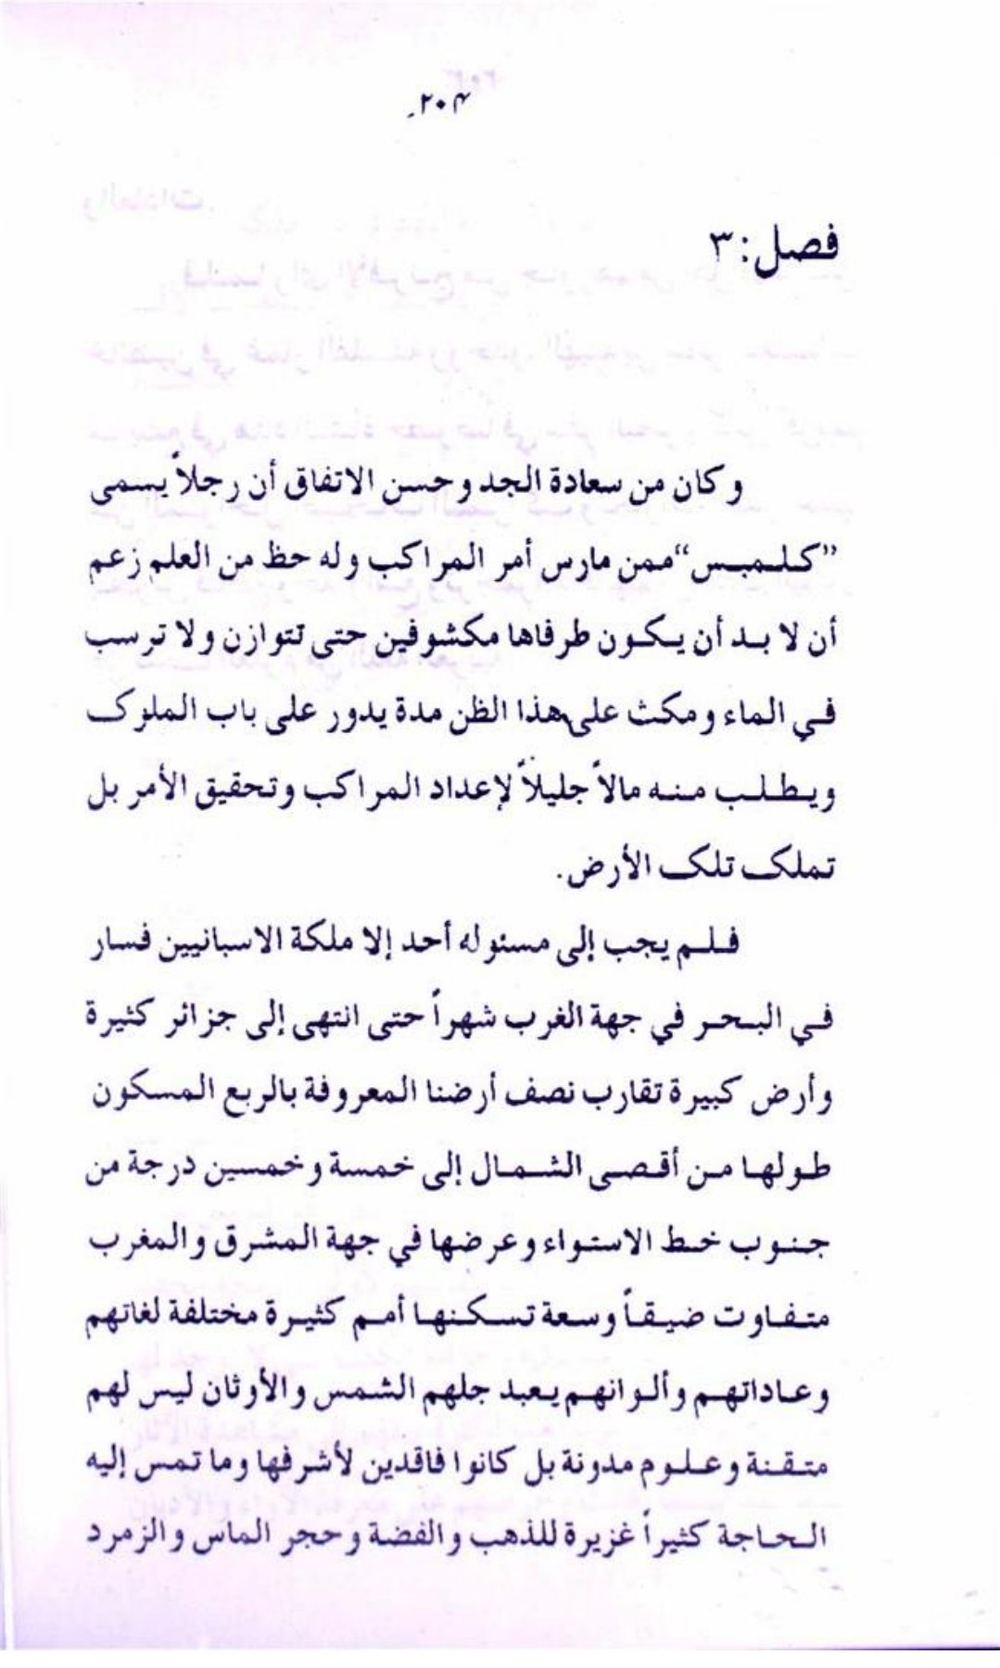 ٢٠٤
فصل: ٣
وكان من سعادة الجد وحسن الاتفاق أن رجلاً يسمى
”كلمبس“ ممن مارس أمر المراكب وله حظ من العلم زعم
أن لا بد أن يكون طرفاها مكشوفين حتى تتوازن ولا ترسب
في الماء ومكث على هذا الظن مدة يدور على باب الملوك
ويطلب منه مالاً جليلاً لإعداد المراكب وتحقيق الأمر بل
تملك تلك الأرض.
فلم يجب إلى مسئوله أحد إلا ملكة الاسبانيين فسار
في البحر في جهة الغرب شهراً حتى انتهى إلى جزائر كثيرة
وأرض كبيرة تقارب نصف أرضنا المعروفة بالربع المسكون
طولها من أقصى الشمال إلى خمسة وخمسين درجة من
جنوب خط الاستواء وعرضها في جهة المشرق والمغرب
متفاوت ضيقاً وسعة تسكنها أمم كثيرة مختلفة لغاتهم
وعاداتهم وألوانهم يعبد جلهم الشمس والأوثان ليس لهم
متقنة وعلوم مدونة بل كانوا فاقدين لأشرفها وما تمس إليه
الحاجة كثيراً غزيرة للذهب والفضة وحجر الماس والزمرد